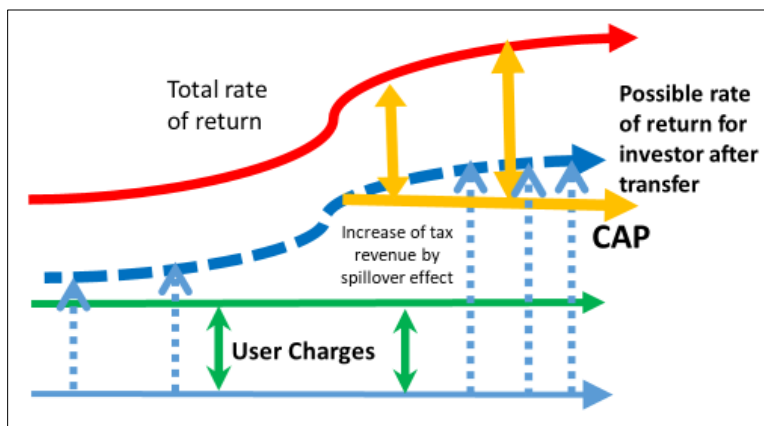 Total rate
of return
Possible rate
of return for
investor after
transfer
CAP
Increase of tax
revenue by
spillover effect
User Charges